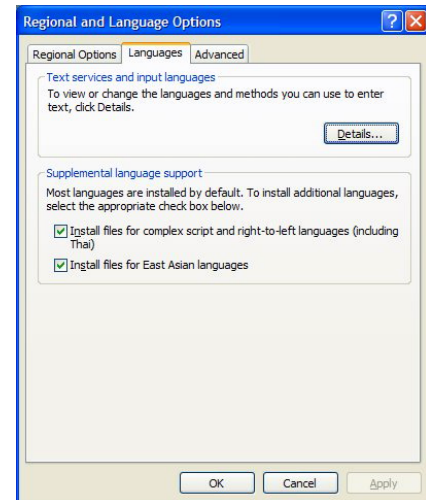 Regional and Language Options
Regional Options Languages Advanced
Text services and input languages
To view or change the languages and methods you can use to enter
text, click Details.
Details...
Supplemental language support
Most languages are installed by default. To install additional languages,
select the appropriate check box below.
Install files for complex script and right-to-left languages (including
Thai)
Install files for East Asian languages
OK Cancel Apply